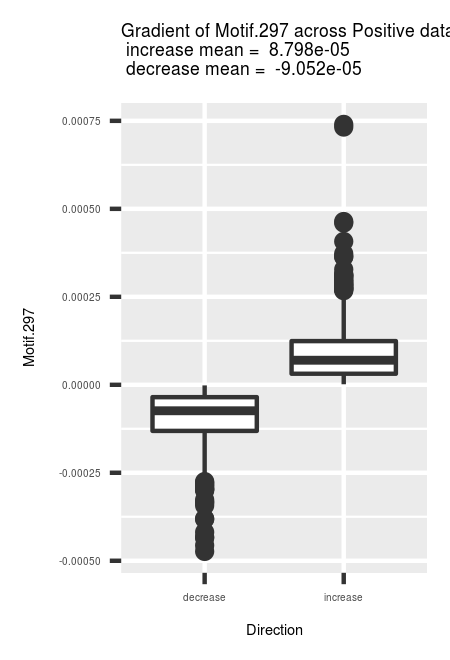 Gradient of Motif.297 across Positive data
increase mean =  8.798e-05
decrease mean =  -9.052e-05
0.00075
0.00050
0.00025
0.00000
-0.00025
-0.00050
Motif.297
decrease
increase
Direction